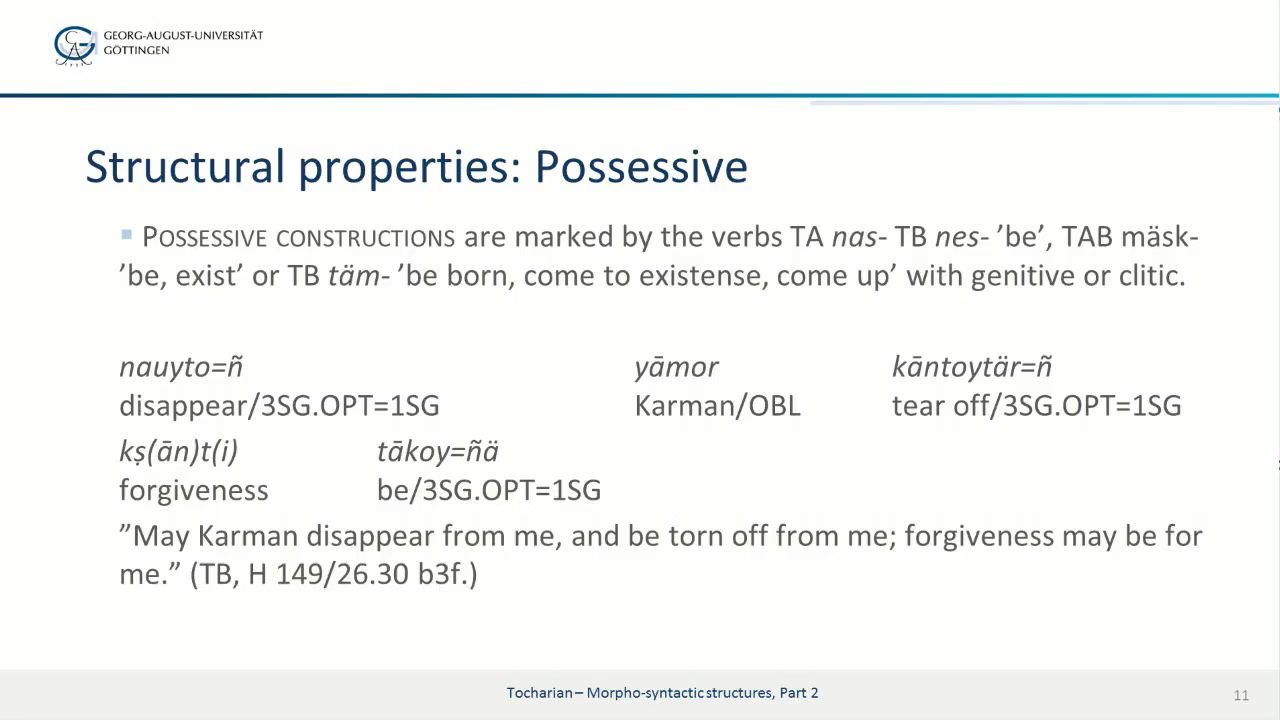 GEORG-AUGUST-UNIVERSITÄT
GÖTTINGEN
Structural properties: Possessive
POSSESSIVE CONSTRUCTIONS are marked by the verbs TA nas- TB nes- ’be’, TAB mäsk-
’be, exist’ or TB täm- ’be born, come to existense, come up’ with genitive or clitic.
nauyto=ñ yāmor kāntoytär=ñ
disappear/3SG.OPT=1SG Karman/OBL tear off/3SG.OPT=1SG
kṣ(ān)t(i) tākoy=ñä
forgiveness be/3SG.OPT=1SG
”May Karman disappear from me, and be torn off from me; forgiveness may be for
me.” (TB, H 149/26.30 b3f.)
Tocharian – Morpho-syntactic structures, Part 2
11